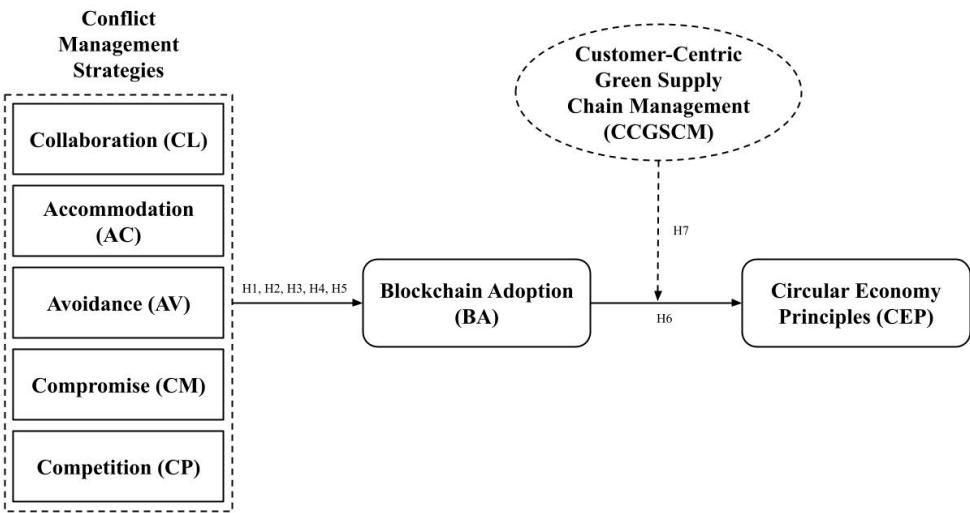 Conflict
Management
Strategies
Collaboration (CL)
Accommodation
(AC)
Avoidance (AV)
Compromise (CM)
Competition (CP)
H1, H2, H3, H4, H5
Blockchain Adoption
(BA)
Customer-Centric
Green Supply
Chain Management
(CCGSCM)
H7
H6
Circular Economy
Principles (CEP)